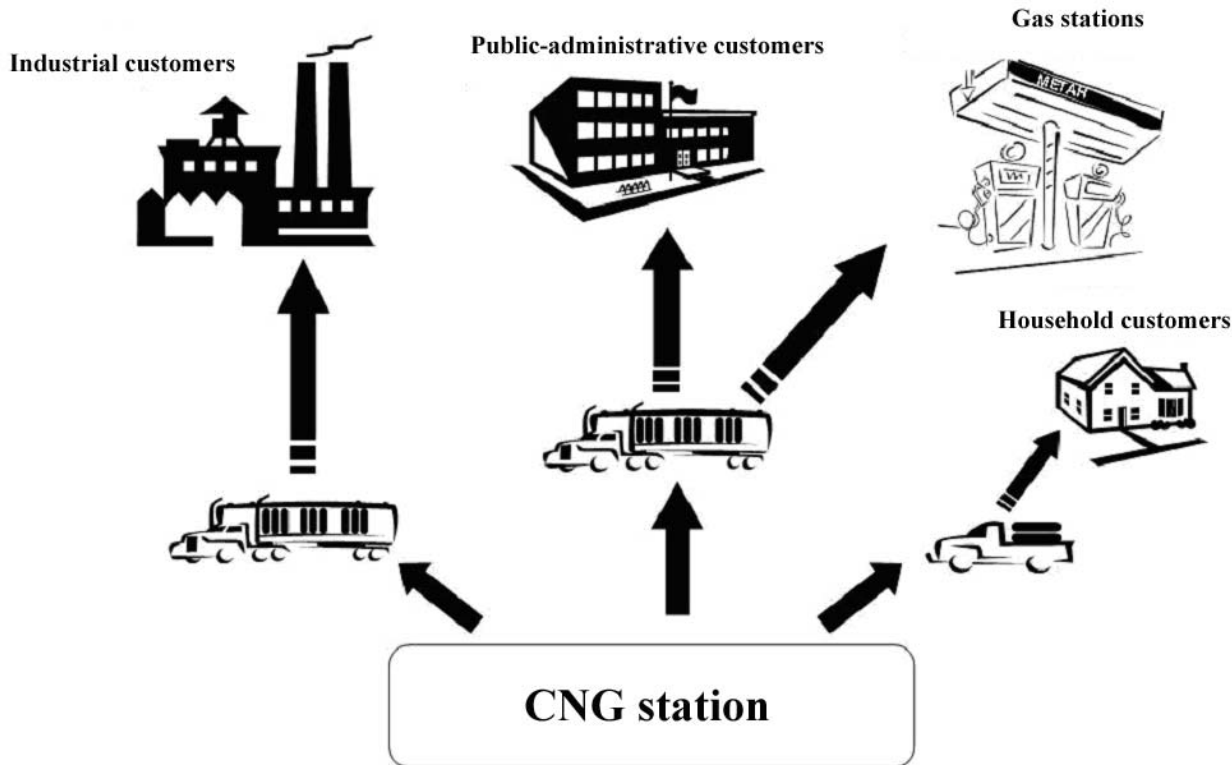 Gas stations
Public-administrative customers
Industrial customers
МЕТАН
Household customers
CNG station